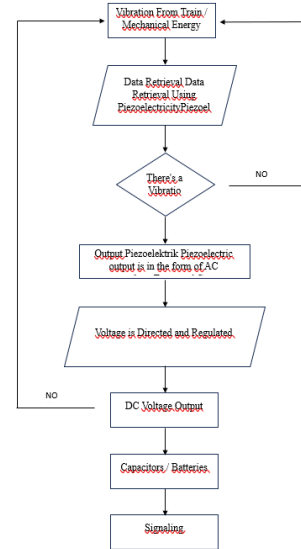 Vibration From Train /
Mechanical Energy
Data Retrieval Data
Retrieval Using
PiezoelectricityPiezoel
There's a
Vibratio
NO
Output Piezoelektrik Piezoelectric
output is in the form of AC
Voltage is Directed and Regulated
NO
DC Voltage Output
Capacitors / Batteries
Signaling